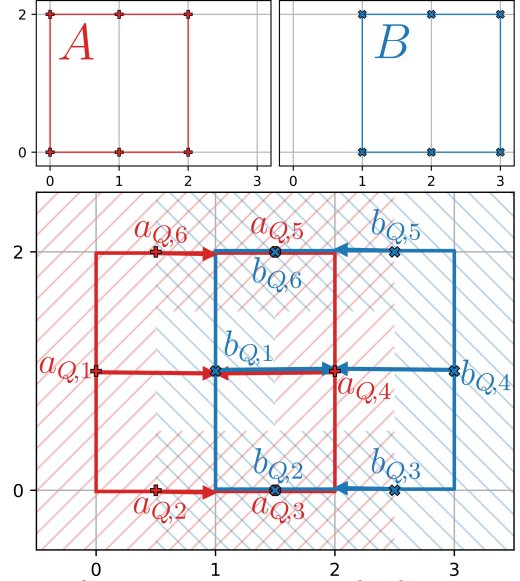 2
A
B
0
0 1 2 3 0 1 2 3
a_{Q,6} a_{Q,5} b_{Q,5}
2
b_{Q,6}
b_{Q,1}
a_{Q,1} a_{Q,4} b_{Q,4}
b_{Q,2} b_{Q,3}
0
a_{Q,2} a_{Q,3}
0 1 2 3